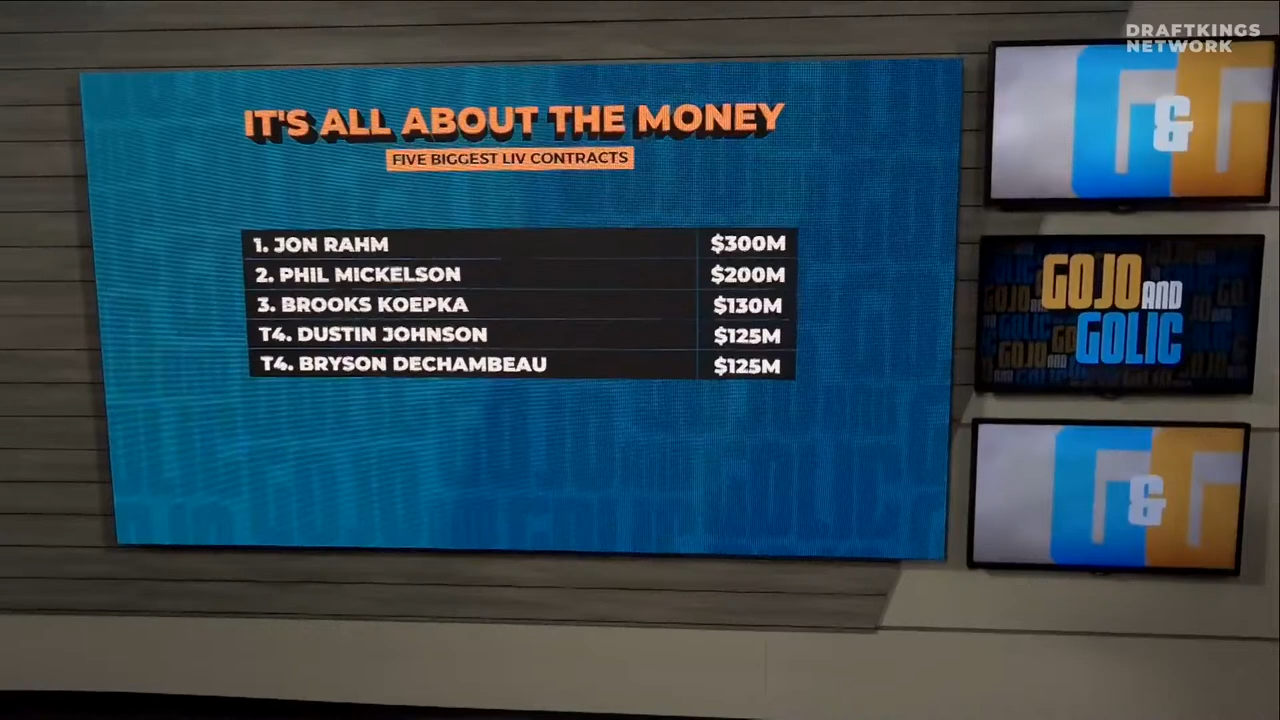 DRAFTKINGS
NETWORK
IT'S ALL ABOUT THE MONEY
FIVE BIGGEST LIV CONTRACTS
1. JON RAHM $300M
2. PHIL MICKELSON $200M
3. BROOKS KOEPKA $130M
T4. DUSTIN JOHNSON $125M
T4. BRYSON DECHAMBEAU $125M
G&G
GOJO AND
GOLIC
G&G